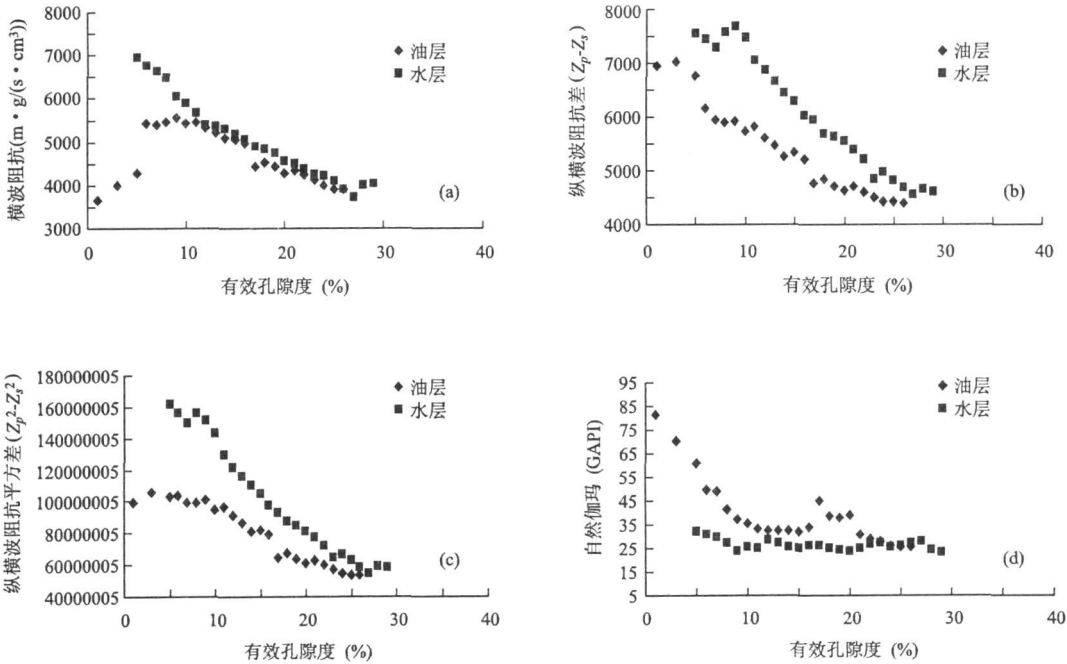 8000
7000
6000
5000
4000
3000
0
10
20
30
40
横波阻抗(m·g/(s·cm³))
有效孔隙度 (%)
油层
水层
(a)
8000
7000
6000
5000
4000
0
10
20
30
40
纵横波阻抗差(Zp-Zs)
有效孔隙度 (%)
油层
水层
(b)
180000005
160000005
140000005
120000005
100000005
80000005
60000005
40000005
0
10
20
30
40
纵横波阻抗平方差(Zp²-Zs²)
有效孔隙度 (%)
油层
水层
(c)
95
85
75
65
55
45
35
25
15
5
0
10
20
30
40
自然伽玛 (GAPI)
有效孔隙度 (%)
油层
水层
(d)